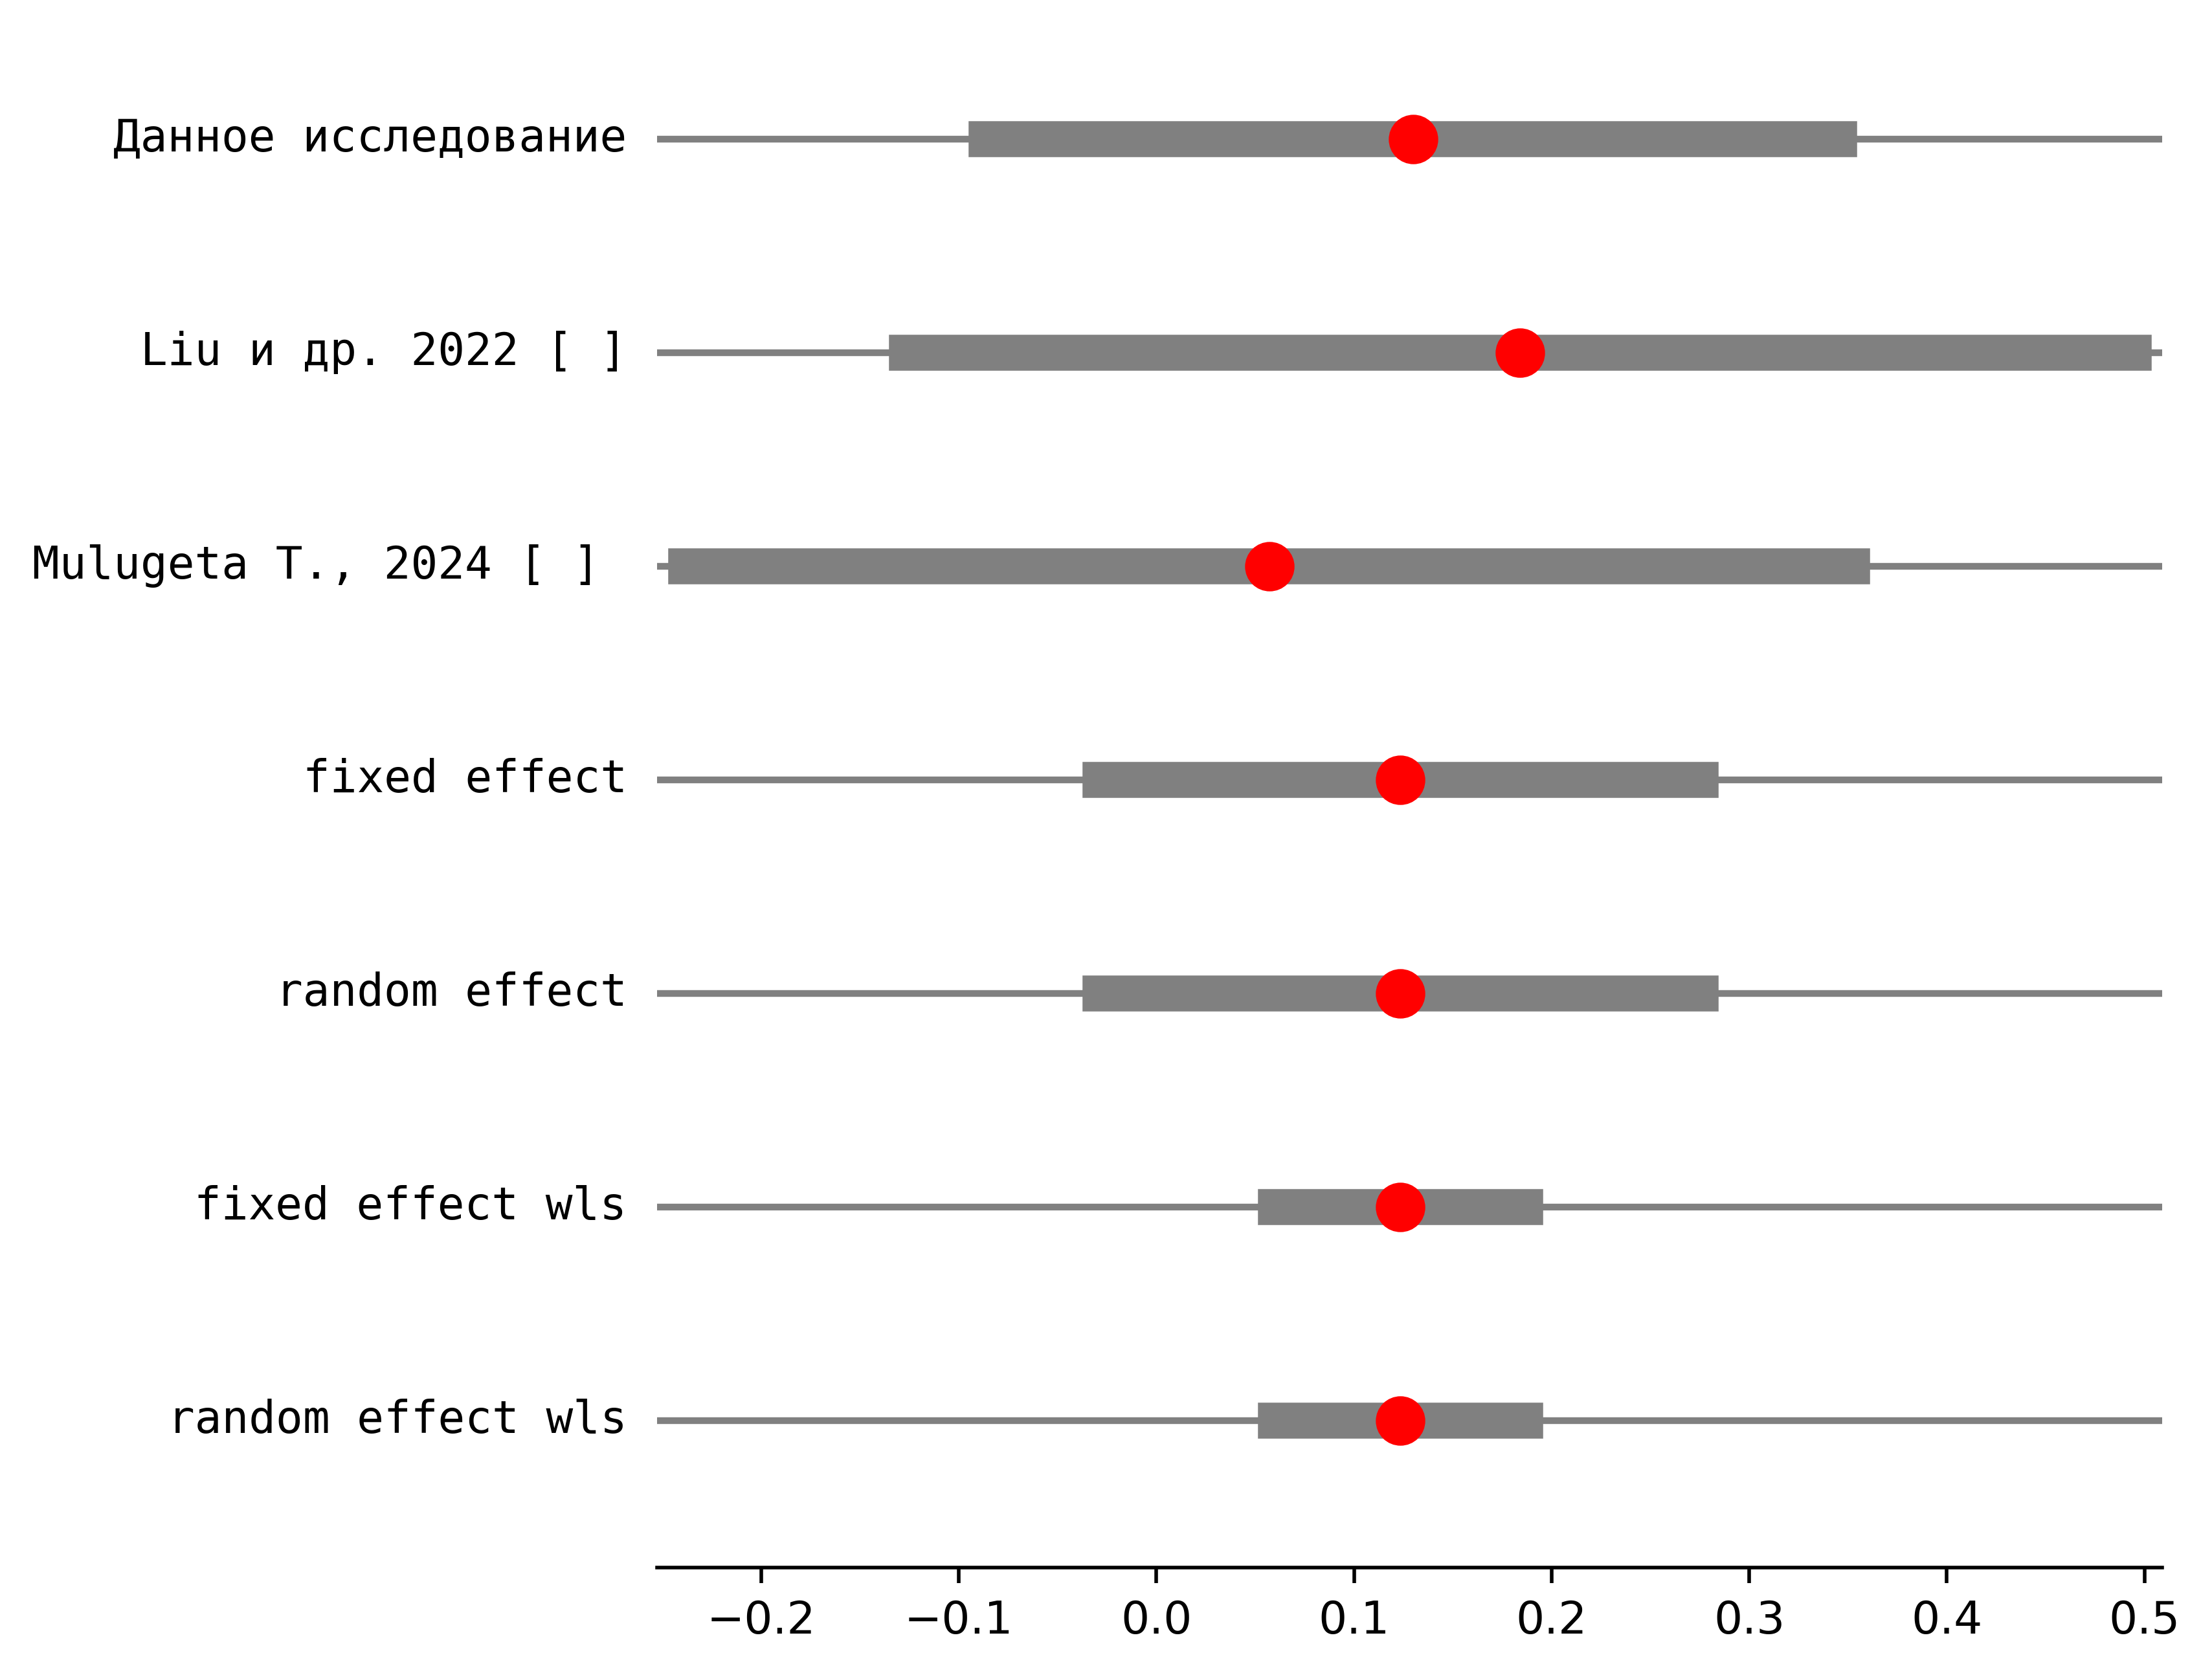 Данное исследование
Liu и др. 2022 [ ]
Mulugeta T., 2024 [ ]
fixed effect
random effect
fixed effect wls
random effect wls
−0.2 −0.1 0.0 0.1 0.2 0.3 0.4 0.5